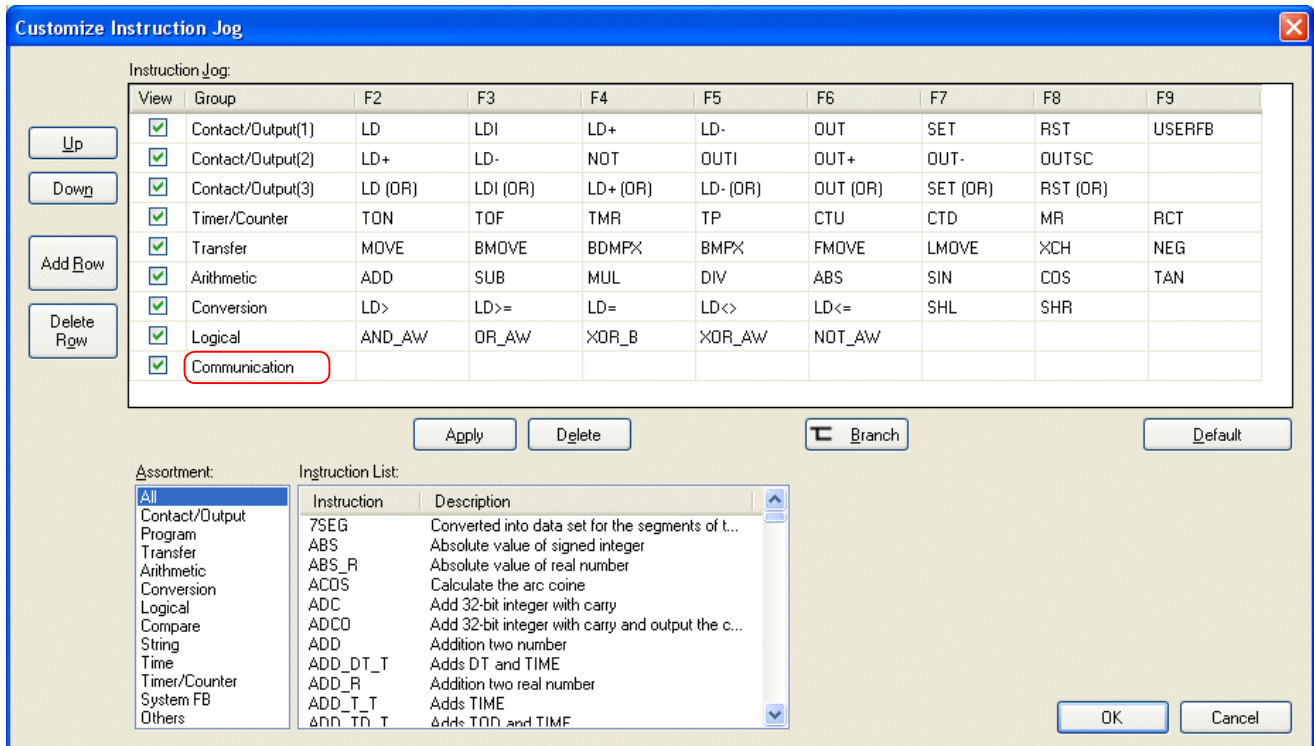 Customize Instruction Jog
Instruction Jog:
View Group F2 F3 F4 F5 F6 F7 F8 F9
Contact/Output(1) LD LDI LD+ LD- OUT SET RST USERFB
Contact/Output(2) LD+ LD- NOT OUTI OUT+ OUT- OUTSC
Contact/Output(3) LD (OR) LDI (OR) LD+ (OR) LD- (OR) OUT (OR) SET (OR) RST (OR)
Timer/Counter TON TOF TMR TP CTU CTD MR RCT
Transfer MOVE BMOVE BDMPX BMPX FMOVE LMOVE XCH NEG
Arithmetic ADD SUB MUL DIV ABS SIN COS TAN
Conversion LD> LD>= LD= LD<> LD<= SHL SHR
Logical AND_AW OR_AW XOR_B XOR_AW NOT_AW
Communication
Up
Down
Add Row
Delete
Row
Apply Delete Branch Default
Assortment:
All
Contact/Output
Program
Transfer
Arithmetic
Conversion
Logical
Compare
String
Time
Timer/Counter
System FB
Others
Instruction List:
Instruction Description
7SEG Converted into data set for the segments of t...
ABS Absolute value of signed integer
ABS_R Absolute value of real number
ACOS Calculate the arc coine
ADC Add 32-bit integer with carry
ADCO Add 32-bit integer with carry and output the c...
ADD Addition two number
ADD_DT_T Adds DT and TIME
ADD_R Addition two real number
ADD_T_T Adds TIME
ADD_TD_T Adds TOD and TIME
OK Cancel